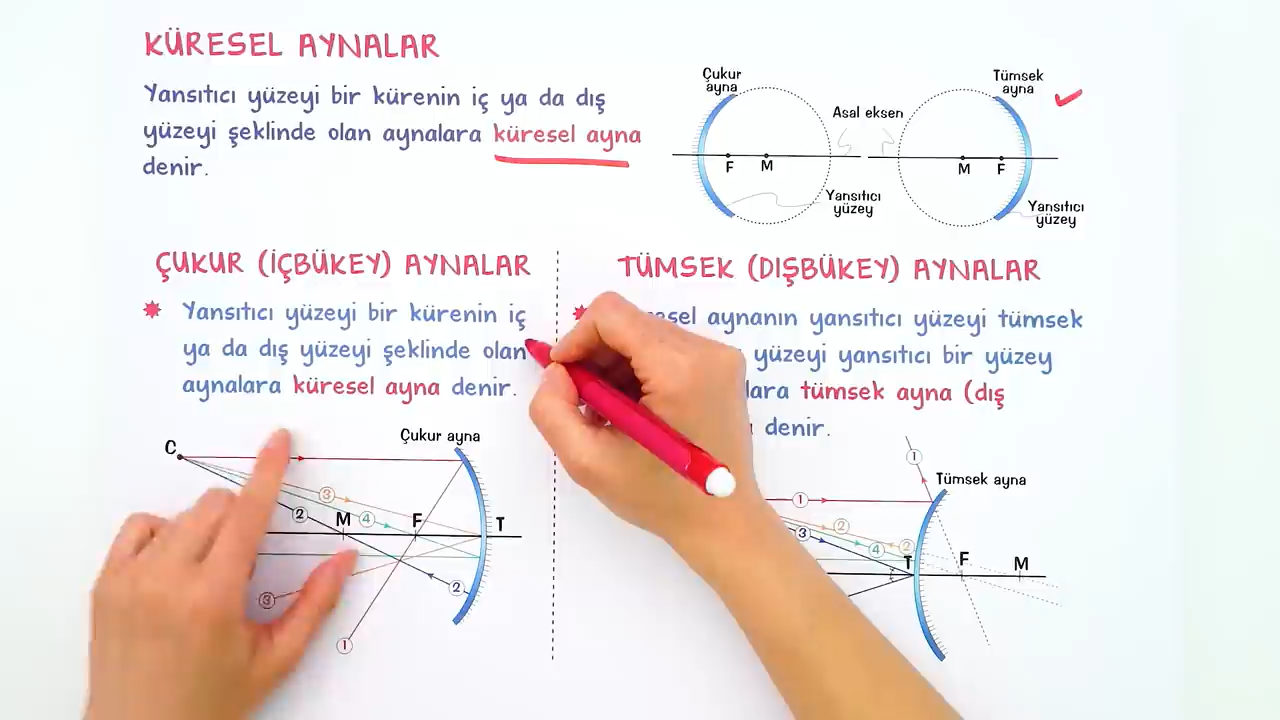 KÜRESEL AYNALAR
Yansıtıcı yüzeyi bir kürenin iç ya da dış
yüzeyi şeklinde olan aynalara küresel ayna
denir.
Çukur
ayna
Asal eksen
F
M
Yansıtıcı
yüzey
Tümsek
ayna
M
F
Yansıtıcı
yüzey
ÇUKUR (İÇBÜKEY) AYNALAR
Yansıtıcı yüzeyi bir kürenin iç
ya da dış yüzeyi şeklinde olan
aynalara küresel ayna denir.
Çukur ayna
C
3
2
M
4
F
T
2
3
1
TÜMSEK (DIŞBÜKEY) AYNALAR
aynanın yansıtıcı yüzeyi tümsek
yüzeyi yansıtıcı bir yüzey
tümsek ayna (dış
denir.
1
Tümsek ayna
1
2
3
4
2
T
F
M